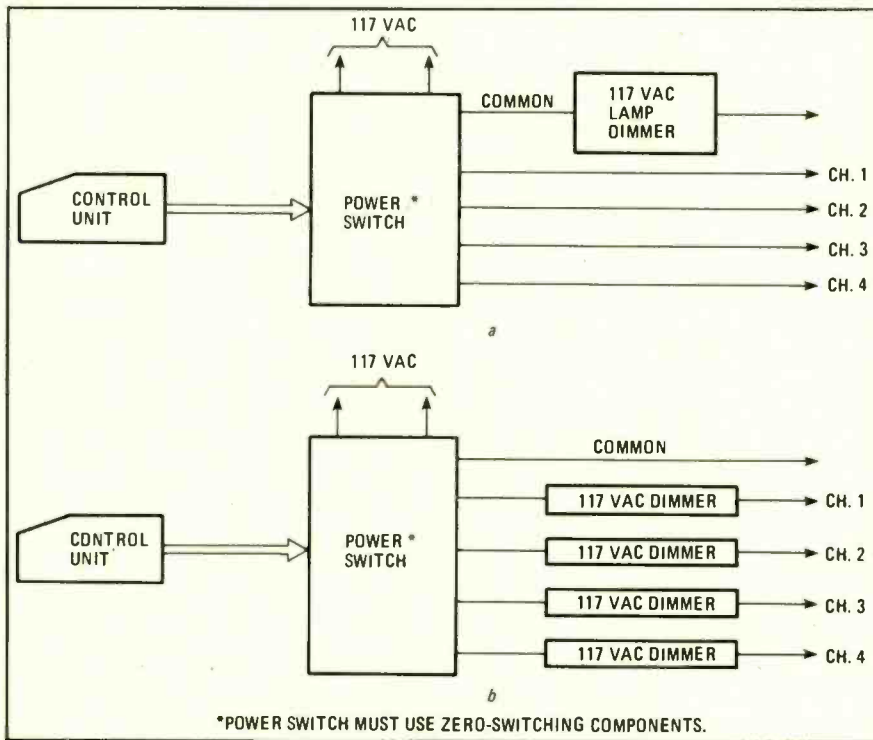 117 VAC
COMMON
117 VAC
LAMP
DIMMER
CONTROL
UNIT
POWER *
SWITCH
CH. 1
CH. 2
CH. 3
CH. 4
a
117 VAC
COMMON
CONTROL
UNIT
POWER *
SWITCH
117 VAC DIMMER
CH. 1
117 VAC DIMMER
CH. 2
117 VAC DIMMER
CH. 3
117 VAC DIMMER
CH. 4
b
*POWER SWITCH MUST USE ZERO-SWITCHING COMPONENTS.